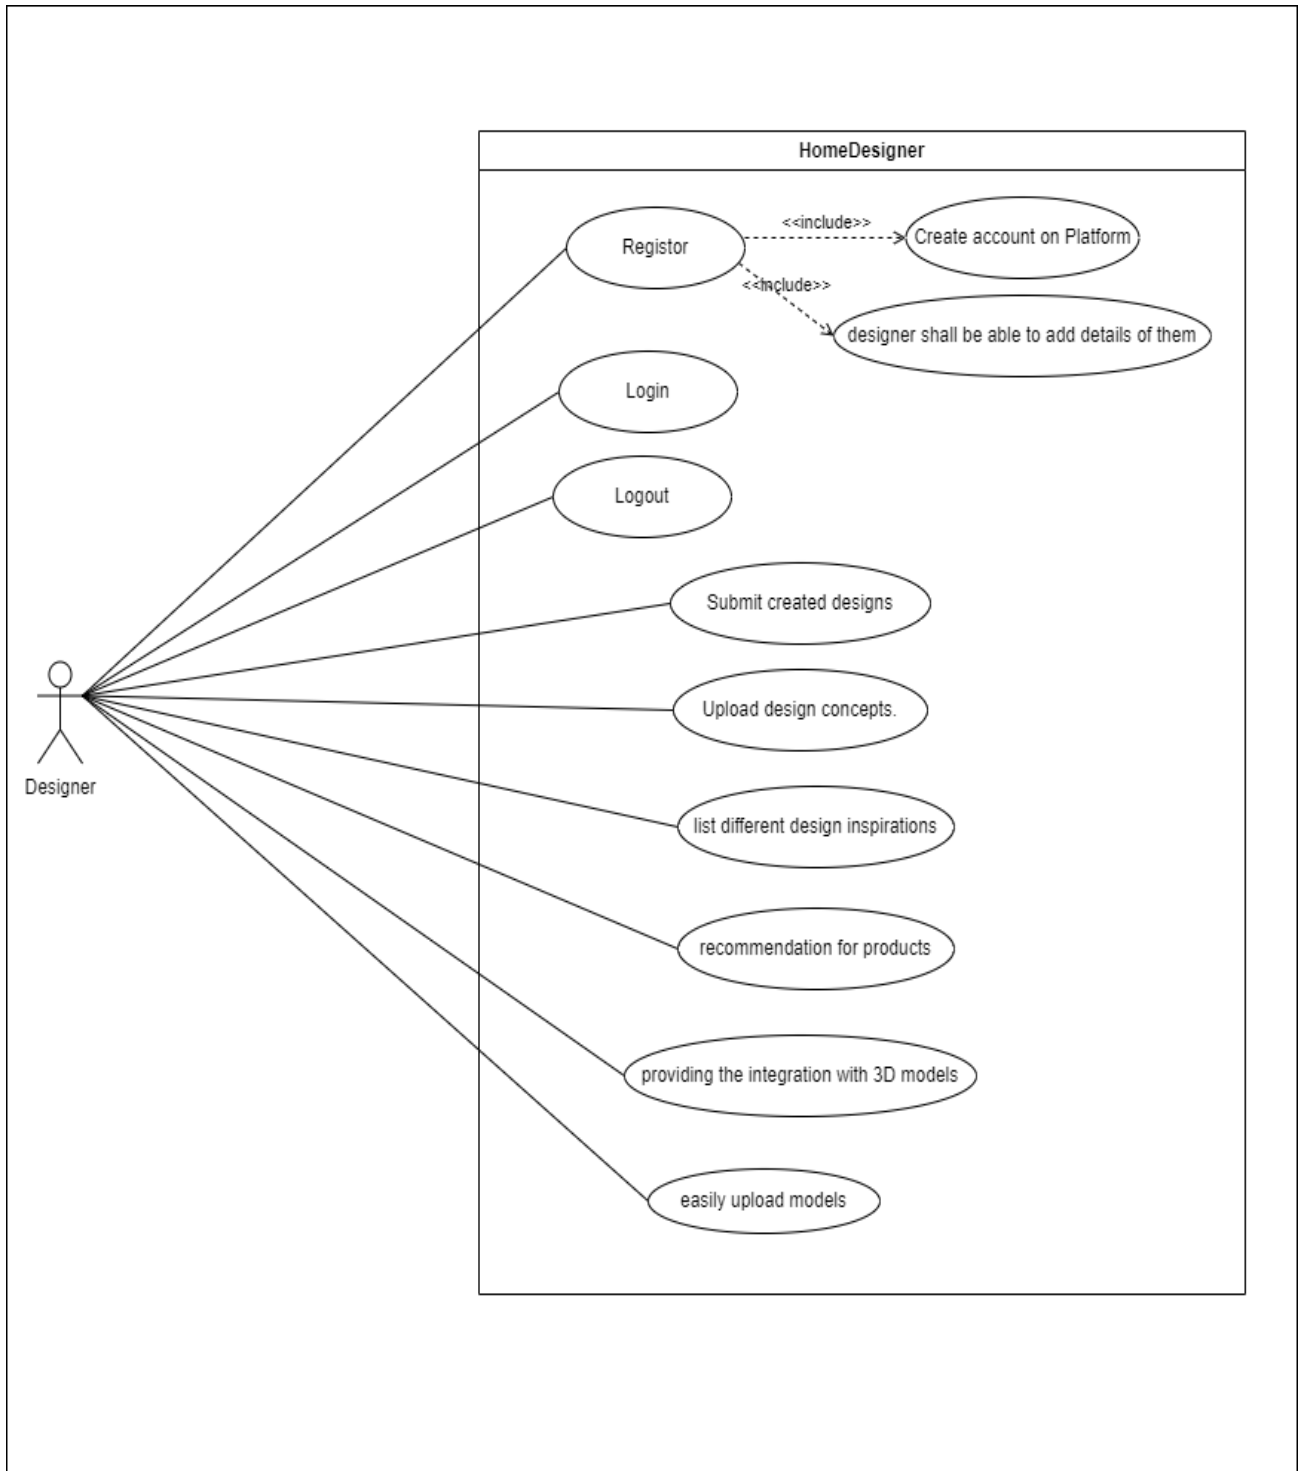 HomeDesigner
Registor
<<include>>
Create account on Platform
<<Include>>
designer shall be able to add details of them
Login
Logout
Submit created designs
Upload design concepts.
Designer
list different design inspirations
recommendation for products
providing the integration with 3D models
easily upload models